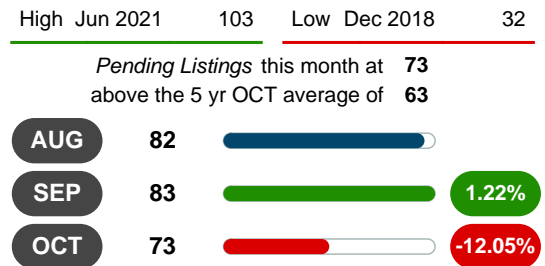 High Jun 2021 103 Low Dec 2018 32
Pending Listings this month at 73
above the 5 yr OCT average of 63
AUG 82
SEP 83 1.22%
OCT 73 -12.05%